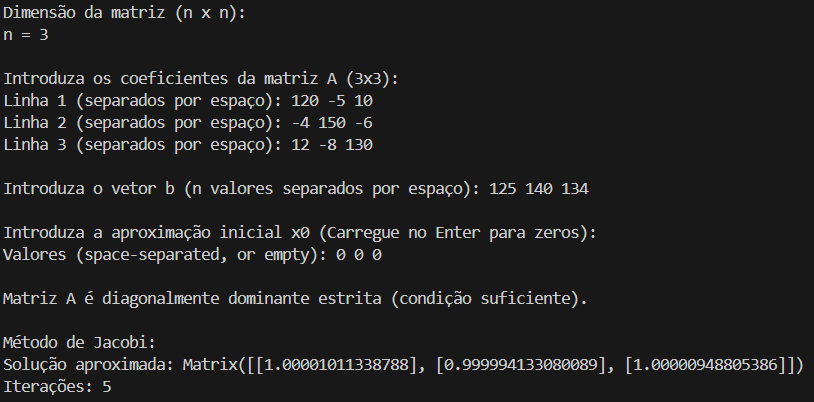 Dimensão da matriz (n x n):
n = 3
Introduza os coeficientes da matriz A (3x3):
Linha 1 (separados por espaço): 120 -5 10
Linha 2 (separados por espaço): -4 150 -6
Linha 3 (separados por espaço): 12 -8 130
Introduza o vetor b (n valores separados por espaço): 125 140 134
Introduza a aproximação inicial x0 (Carregue no Enter para zeros):
Valores (space-separated, or empty): 0 0 0
Matriz A é diagonalmente dominante estrita (condição suficiente).
Método de Jacobi:
Solução aproximada: Matrix([[1.00001011338788], [0.999994133080089], [1.00000948805386]])
Iterações: 5